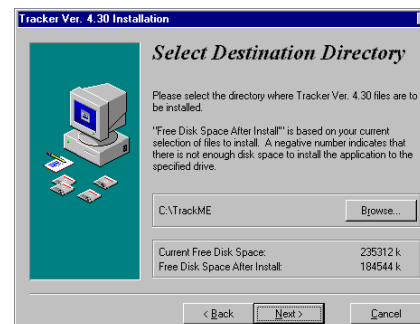 Tracker Ver. 4.30 Installation
Select Destination Directory
Please select the directory where Tracker Ver. 4.30 files are to
be installed.
"Free Disk Space After Install" is based on your current
selection of files to install. A negative number indicates that
there is not enough disk space to install the application to the
specified drive.
C:\TrackME
Browse...
Current Free Disk Space: 235312 k
Free Disk Space After Install: 184544 k
< Back Next > Cancel